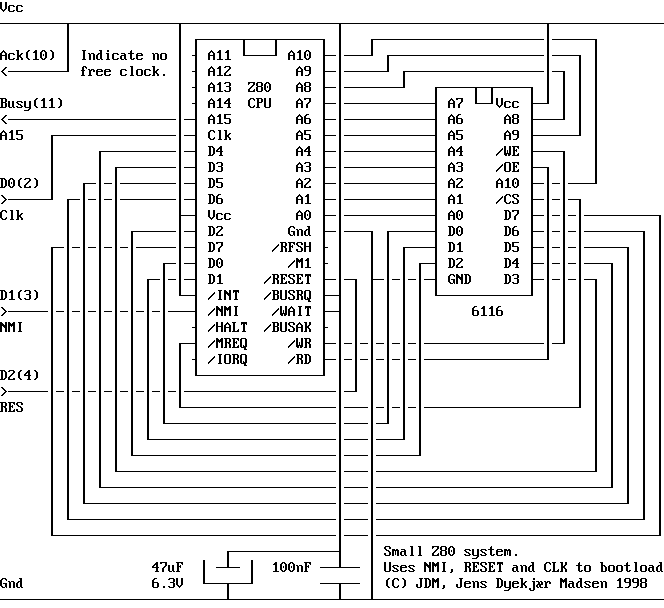 Vcc
Ack(10)
Indicate no
free clock.
Busy(11)
A15
D0(2)
Clk
D1(3)
NMI
D2(4)
RES
Gnd
A11 A10
A12 A9
A13 Z80 A8
A14 CPU A7
A15 A6
Clk A5
D4 A4
D3 A3
D5 A2
D6 A1
Vcc A0
D2 Gnd
D7 /RFSH
D0 /M1
D1 /RESET
/INT /BUSRQ
/NMI /WAIT
/HALT /BUSAK
/MREQ /WR
/IORQ /RD
A7 Vcc
A6 A8
A5 A9
A4 /WE
A3 /OE
A2 A10
A1 /CS
A0 D7
D0 D6
D1 D5
D2 D4
GND D3
6116
47uF
6.3V
100nF
Small Z80 system.
Uses NMI, RESET and CLK to bootload
(C) JDM, Jens Dyekjær Madsen 1998